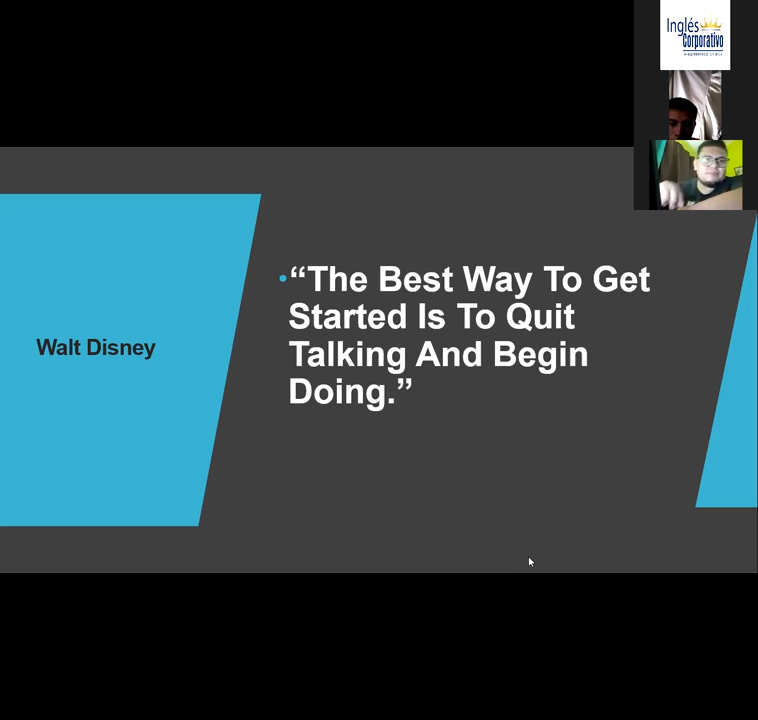 Inglés
Corporativo
Walt Disney
•“The Best Way To Get
Started Is To Quit
Talking And Begin
Doing.”